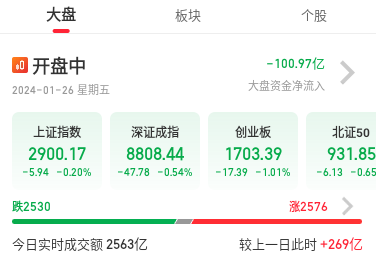 大盘 板块 个股
开盘中 -100.97亿
2024-01-26 星期五 大盘资金净流入
上证指数 深证成指 创业板 北证50
2900.17 8808.44 1703.39 931.85
-5.94 -0.20% -47.78 -0.54% -17.39 -1.01% -6.13 -0.65
跌2530 涨2576
今日实时成交额 2563亿 较上一日此时 +269亿